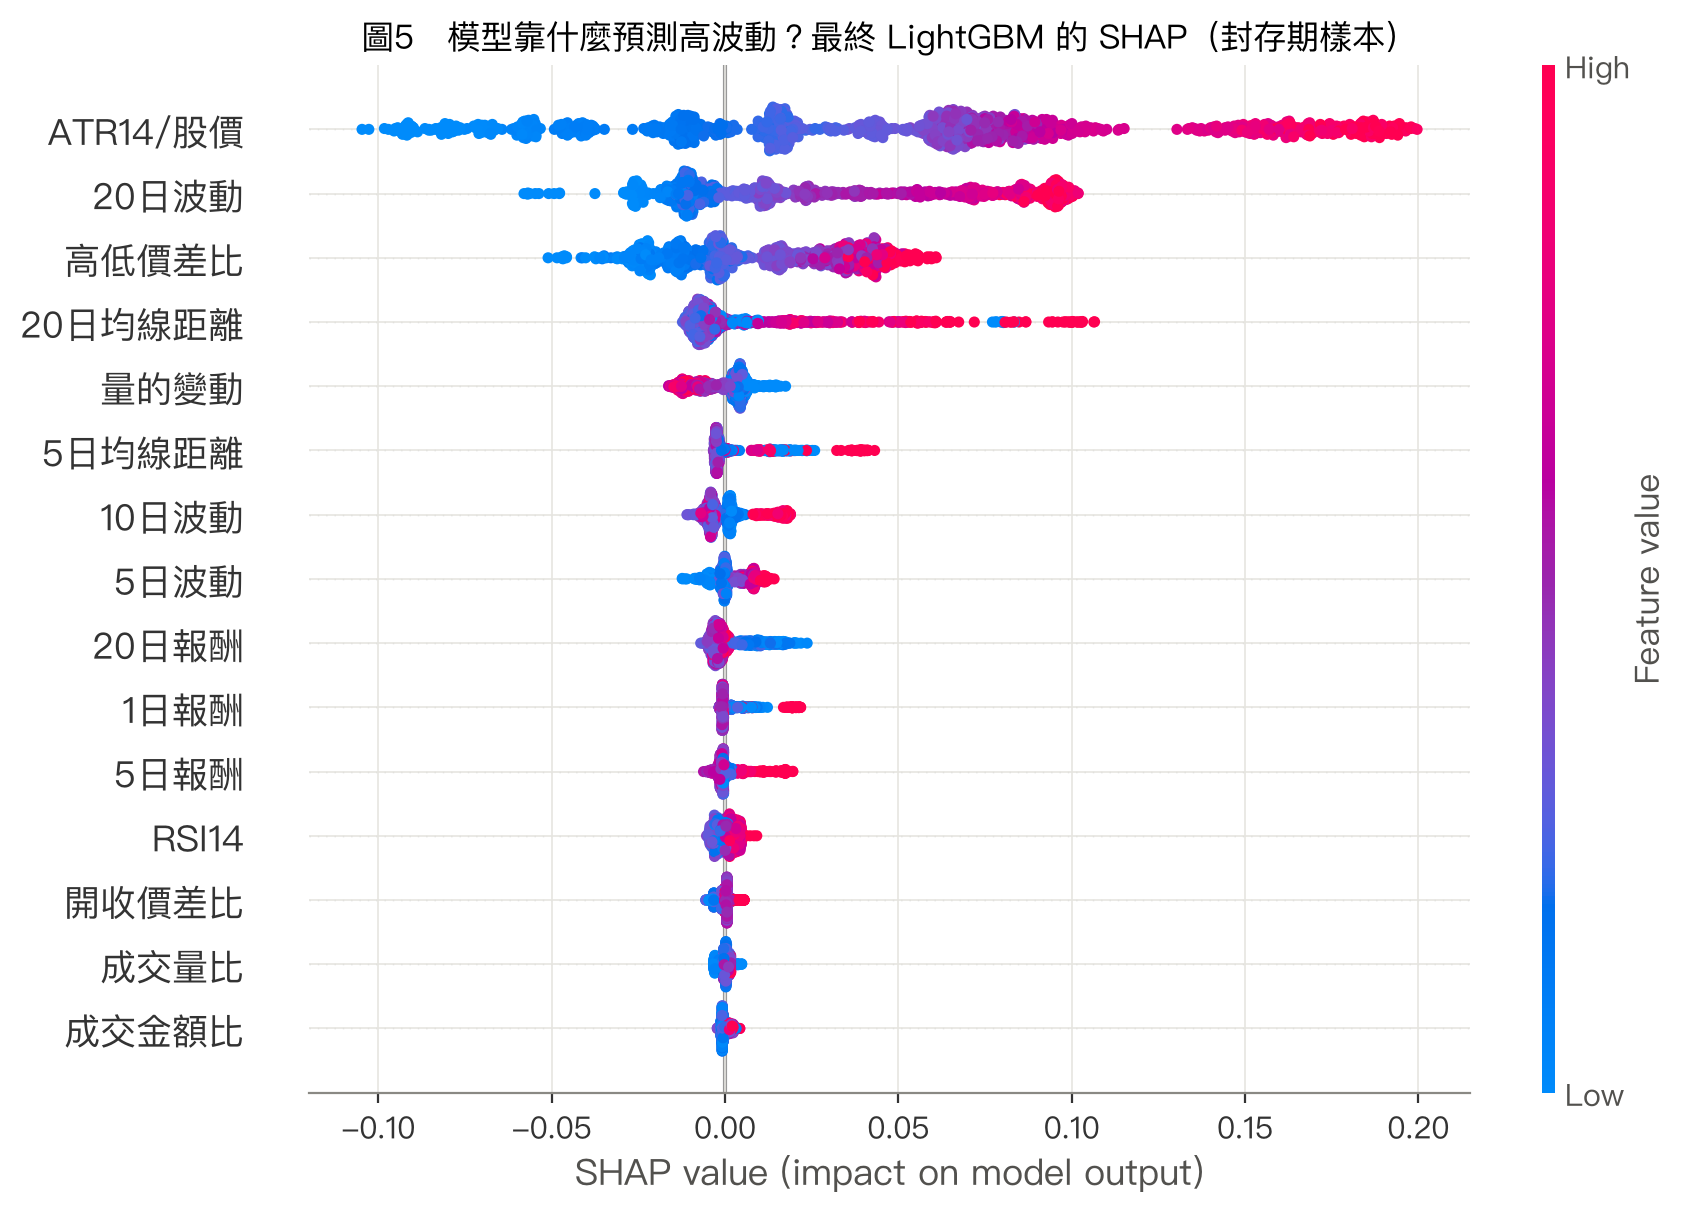 圖5　模型靠什麼預測高波動？最終 LightGBM 的 SHAP（封存期樣本）
High
ATR14/股價
20日波動
高低價差比
20日均線距離
量的變動
5日均線距離
10日波動
5日波動
20日報酬
1日報酬
5日報酬
RSI14
開收價差比
成交量比
成交金額比
Feature value
Low
−0.10 −0.05 0.00 0.05 0.10 0.15 0.20
SHAP value (impact on model output)